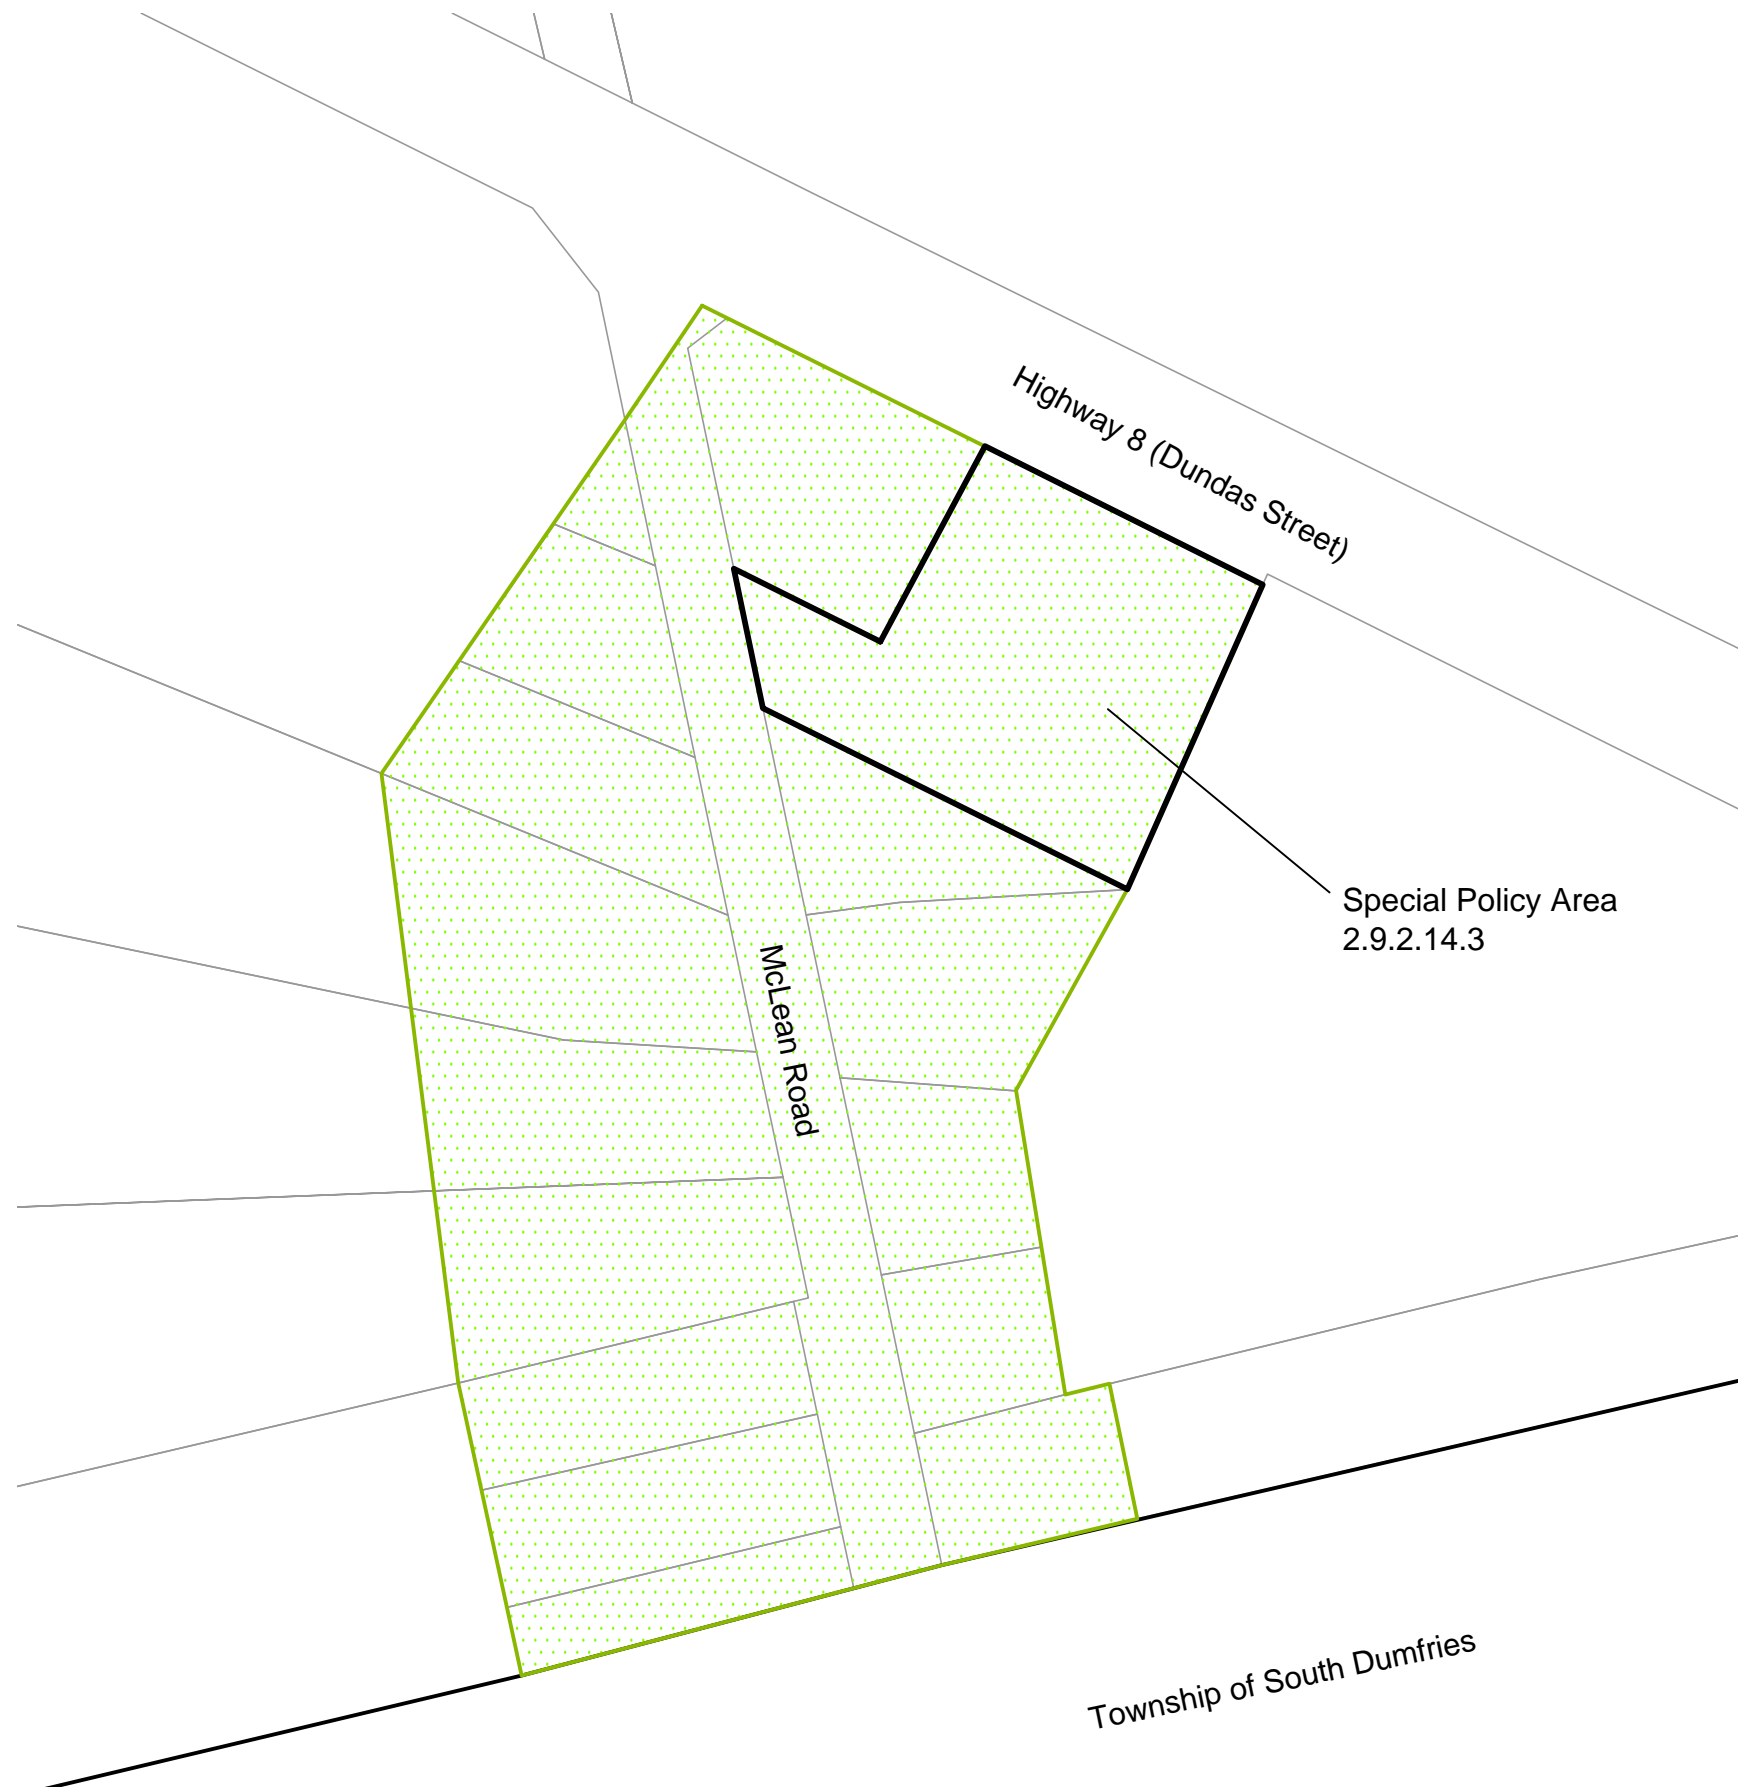 Highway 8 (Dundas Street)
Special Policy Area
2.9.2.14.3
McLean Road
Township of South Dumfries